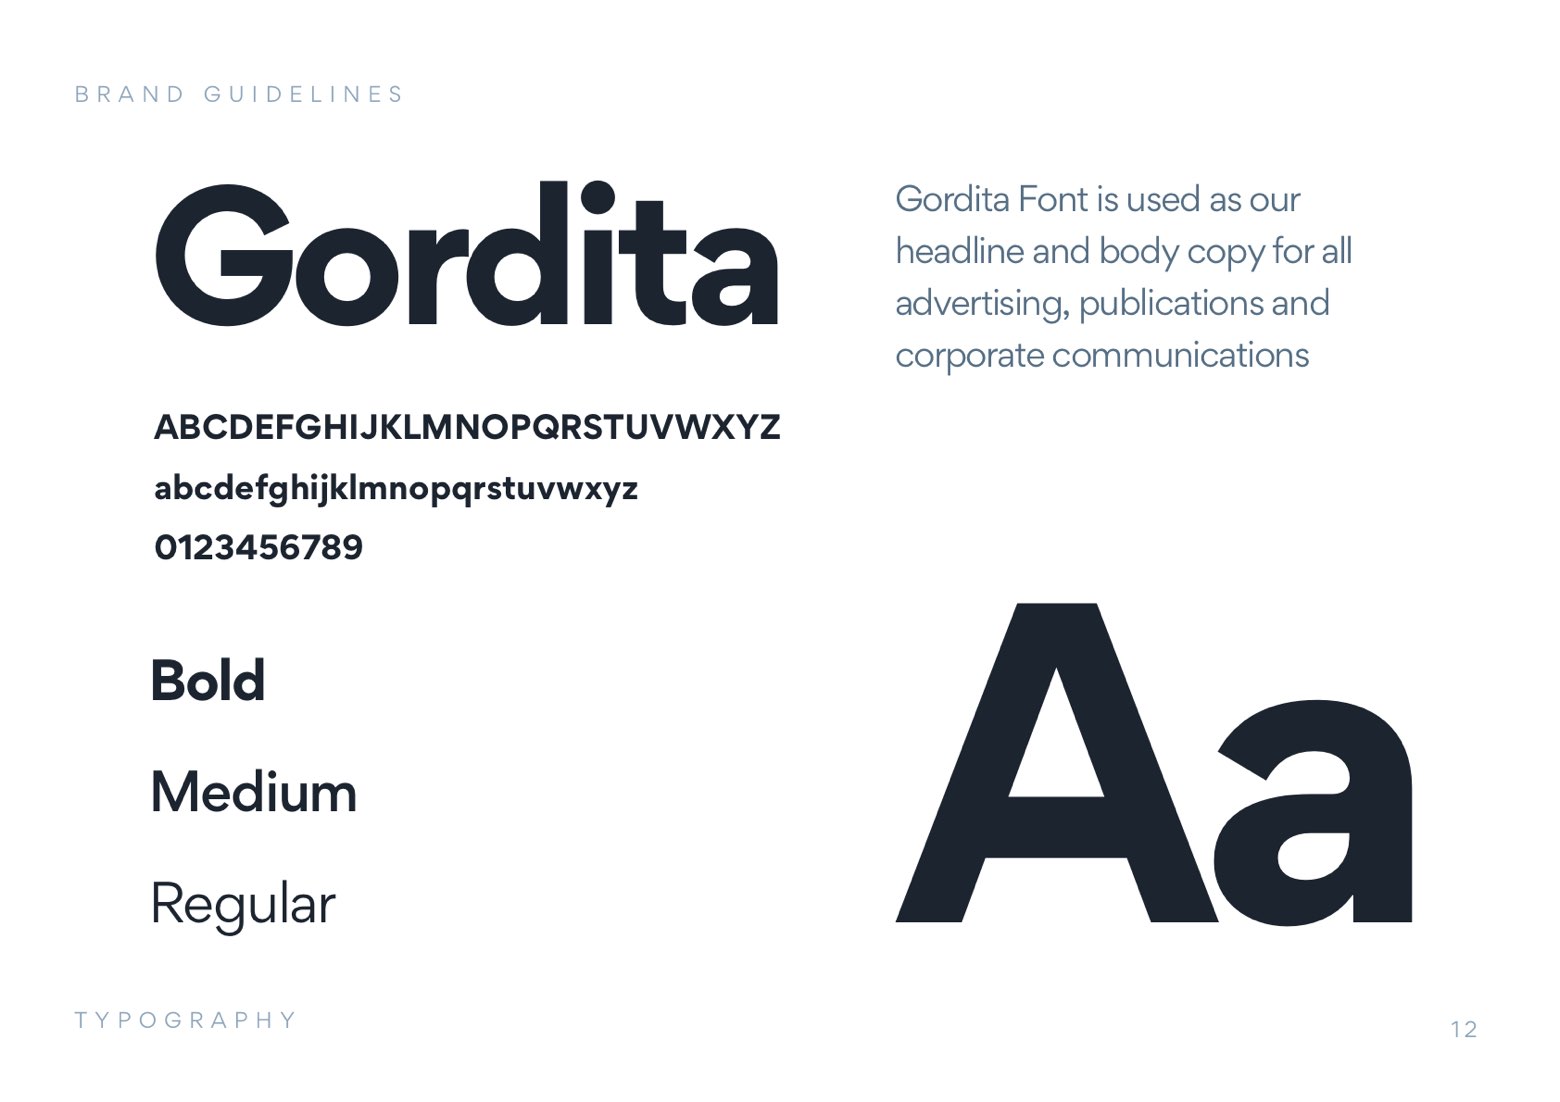 BRAND GUIDELINES
Gordita
Gordita Font is used as our
headline and body copy for all
advertising, publications and
corporate communications
ABCDEFGHIJKLMNOPQRSTUVWXYZ
abcdefghijklmnopqrstuvwxyz
0123456789
Bold
Medium
Regular
Aa
TYPOGRAPHY
12